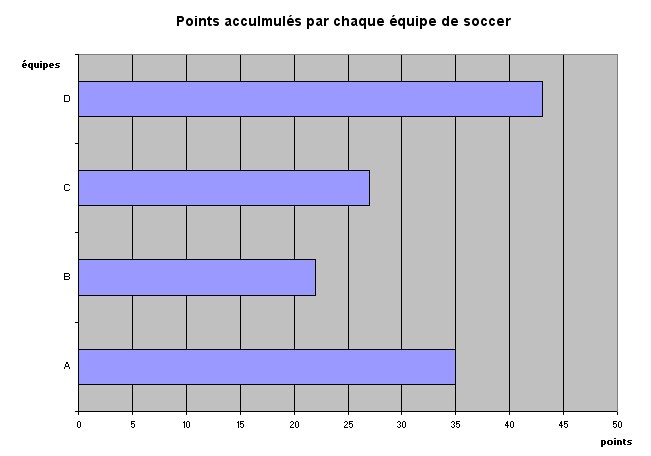 Points acculmulés par chaque équipe de soccer
équipes
D
C
B
A
0 5 10 15 20 25 30 35 40 45 50
points